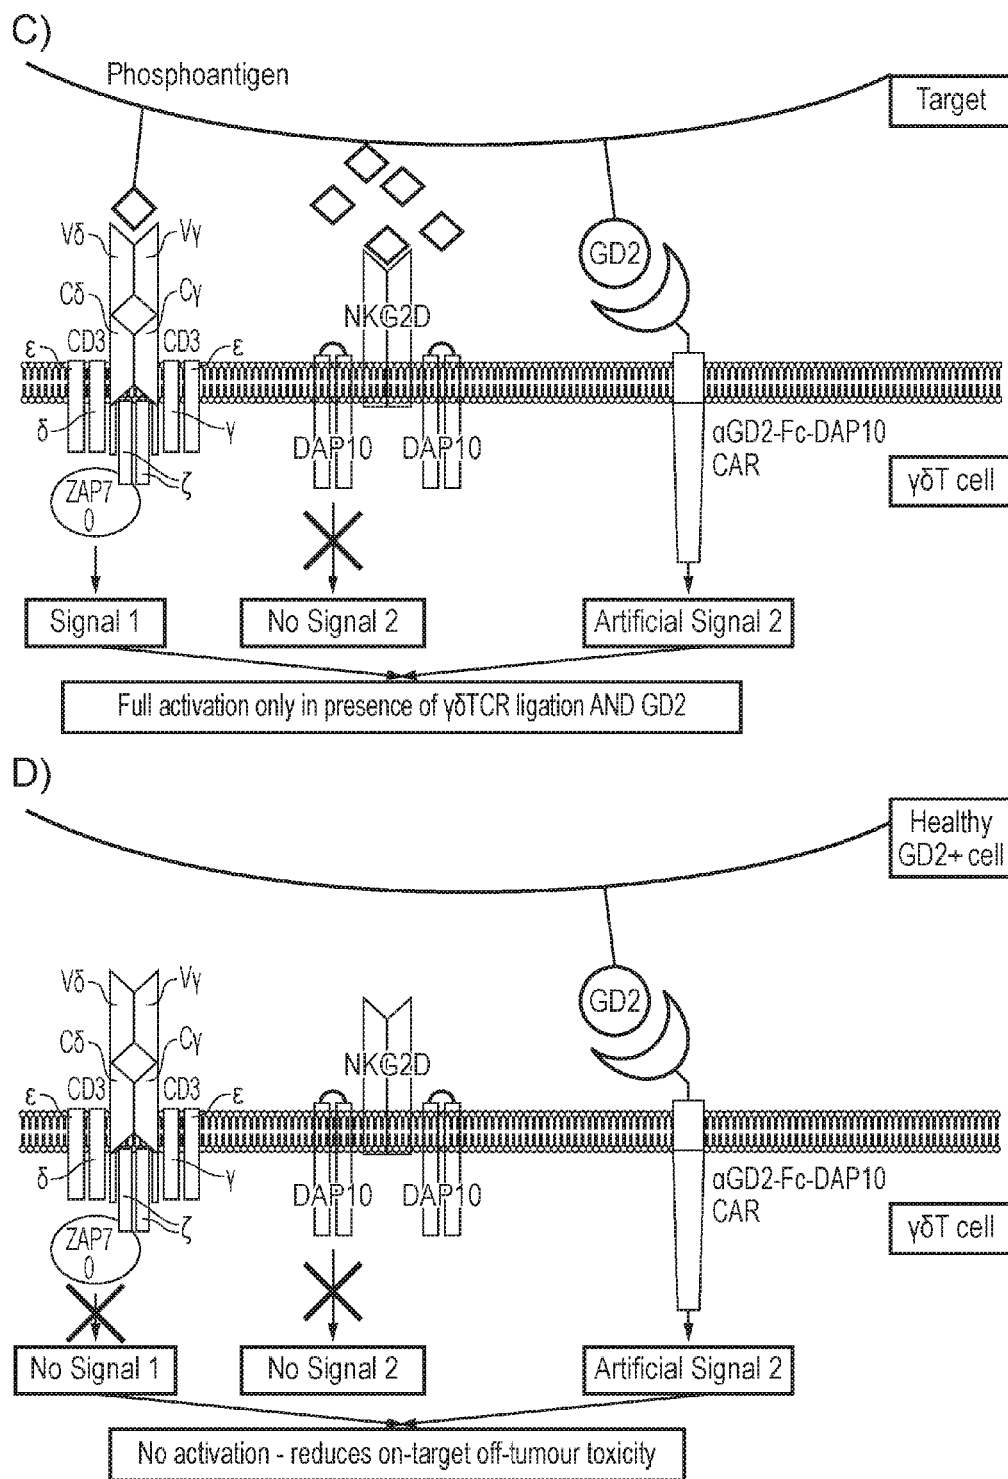 C)
Phosphoantigen
Target
Vδ
Vγ
GD2
Cδ
Cγ
NKG2D
ε
CD3
CD3
ε
δ
γ
DAP10
DAP10
αGD2-Fc-DAP10
CAR
ζ
γδT cell
ZAP7
0
Signal 1
No Signal 2
Artificial Signal 2
Full activation only in presence of γδTCR ligation AND GD2
D)
Healthy
GD2+ cell
Vδ
Vγ
GD2
Cδ
Cγ
NKG2D
ε
CD3
CD3
ε
δ
γ
DAP10
DAP10
αGD2-Fc-DAP10
CAR
ζ
γδT cell
ZAP7
0
No Signal 1
No Signal 2
Artificial Signal 2
No activation - reduces on-target off-tumour toxicity